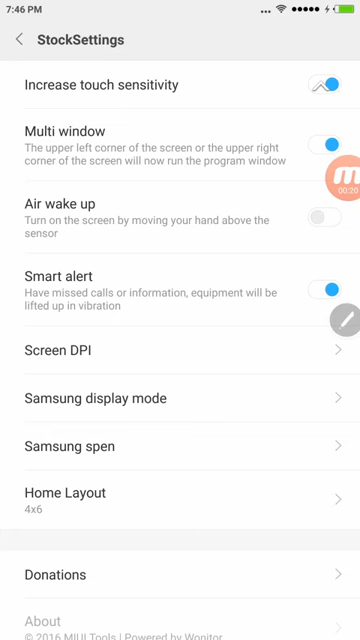 7:46 PM
StockSettings
Increase touch sensitivity
Multi window
The upper left corner of the screen or the upper right
corner of the screen will now run the program window
00:20
Air wake up
Turn on the screen by moving your hand above the
sensor
Smart alert
Have missed calls or information, equipment will be
lifted up in vibration
Screen DPI
Samsung display mode
Samsung spen
Home Layout
4x6
Donations
About
© 2016 MIUI Tools | Powered by Wonitor